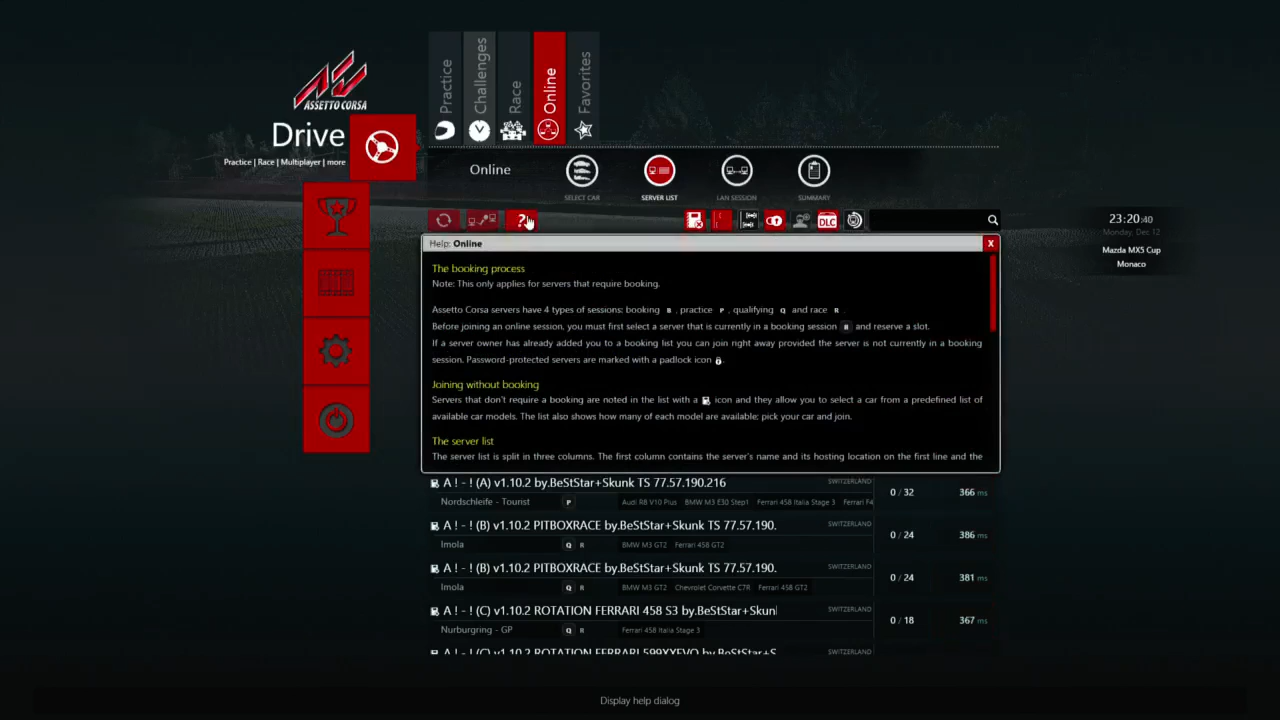 Practice
Challenges
Race
Online
Favorites
ASSETTO CORSA
Drive
Practice | Race | Multiplayer | more
Online
SELECT CAR
SERVER LIST
LAN SESSION
SUMMARY
?
DLC
23:20:40
Monday, Dec. 12
Mazda MX5 Cup
Monaco
Help: Online
X
The booking process
Note: This only applies for servers that require booking.
Assetto Corsa servers have 4 types of sessions: booking B , practice P , qualifying Q and race R .
Before joining an online session, you must first select a server that is currently in a booking session B and reserve a slot.
If a server owner has already added you to a booking list you can join right away provided the server is not currently in a booking
session. Password-protected servers are marked with a padlock icon .
Joining without booking
Servers that don't require a booking are noted in the list with a icon and they allow you to select a car from a predefined list of
available car models. The list also shows how many of each model are available; pick your car and join.
The server list
The server list is split in three columns. The first column contains the server's name and its hosting location on the first line and the
A ! - ! (A) v1.10.2 by.BeStStar+Skunk TS 77.57.190.216 SWITZERLAND
0 / 32 366 ms
Nordschleife - Tourist P Audi R8 V10 Plus BMW M3 E30 Step1 Ferrari 458 Italia Stage 3 Ferrari F4
A ! - ! (B) v1.10.2 PITBOXRACE by.BeStStar+Skunk TS 77.57.190. SWITZERLAND
0 / 24 386 ms
Imola Q R BMW M3 GT2 Ferrari 458 GT2
A ! - ! (B) v1.10.2 PITBOXRACE by.BeStStar+Skunk TS 77.57.190. SWITZERLAND
0 / 24 381 ms
Imola Q R BMW M3 GT2 Chevrolet Corvette C7R Ferrari 458 GT2
A ! - ! (C) v1.10.2 ROTATION FERRARI 458 S3 by.BeStStar+Skunk SWITZERLAND
0 / 18 367 ms
Nurburgring - GP Q R Ferrari 458 Italia Stage 3
A ! - ! (C) v1.10.2 ROTATION FERRARI 599XXEVO by.BeStStar+S SWITZERLAND
Display help dialog